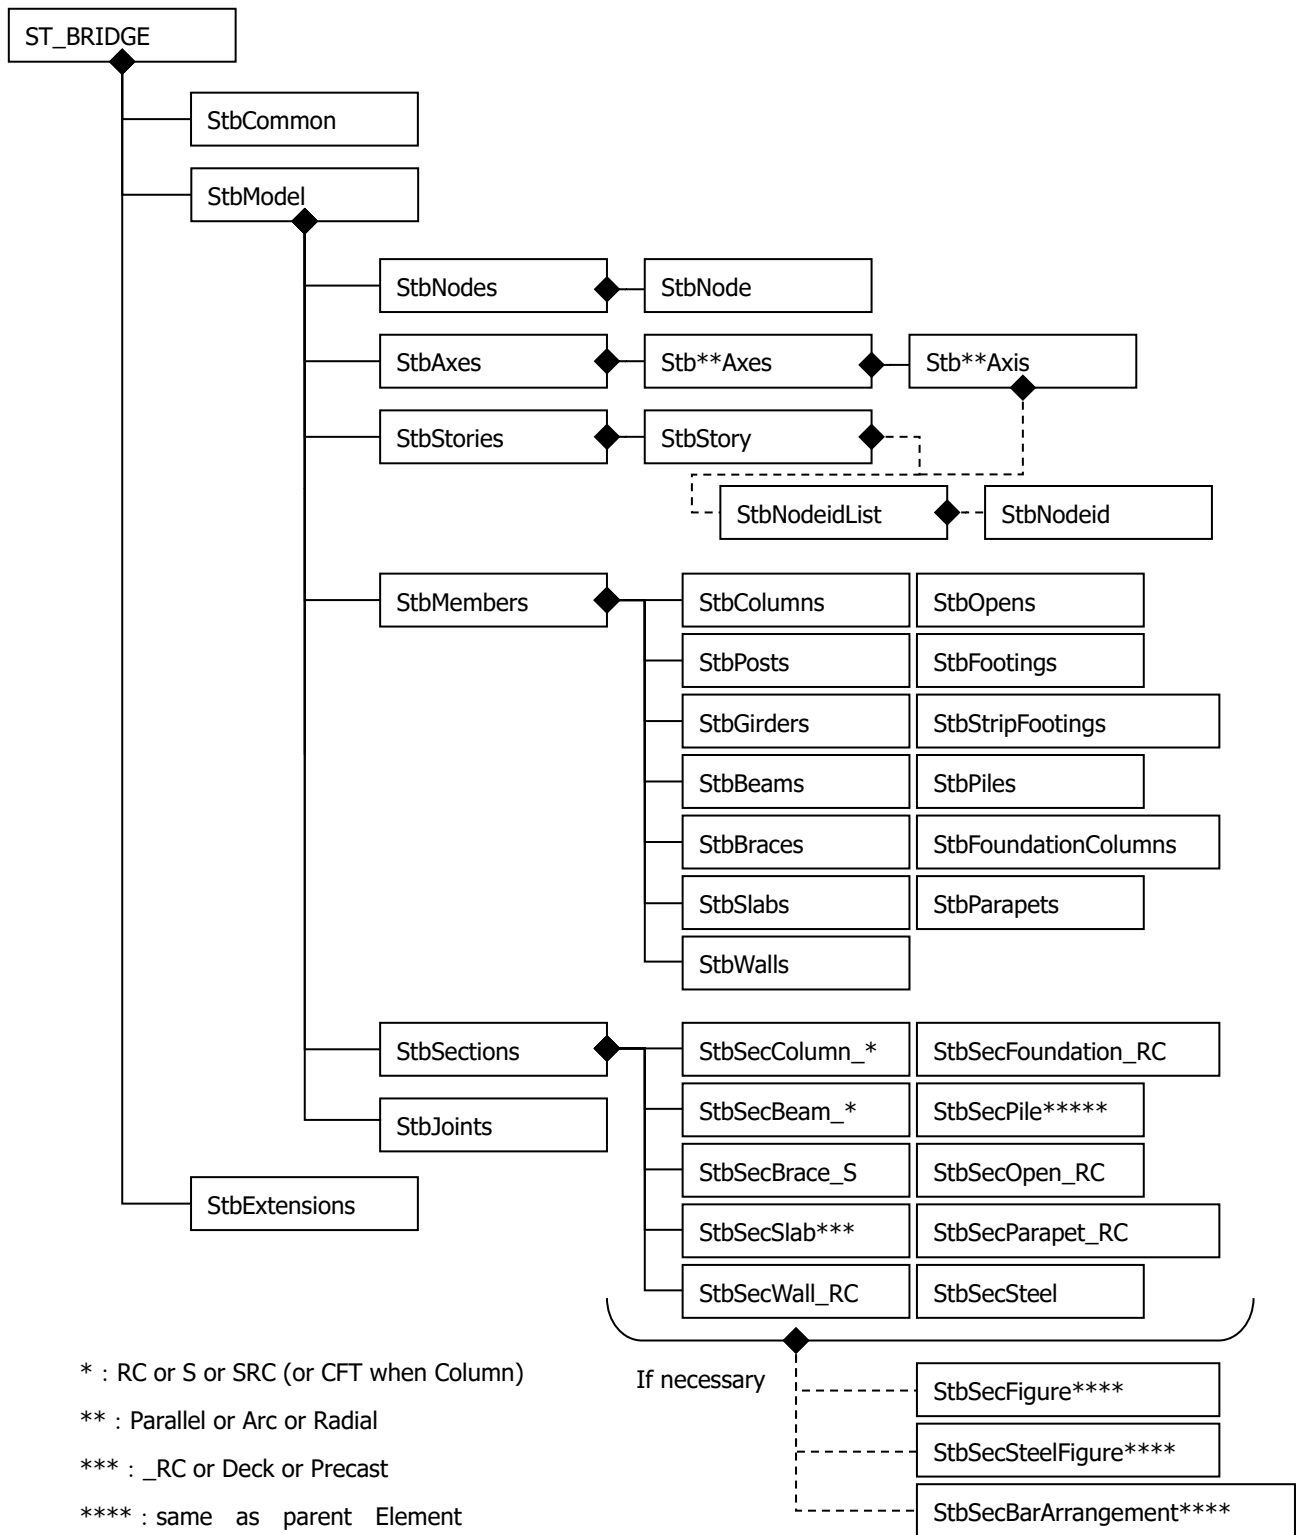 ST_BRIDGE
StbCommon
StbModel
StbNodes
StbNode
StbAxes
Stb**Axes
Stb**Axis
StbStories
StbStory
StbNodeidList
StbNodeid
StbMembers
StbColumns
StbOpens
StbPosts
StbFootings
StbGirders
StbStripFootings
StbBeams
StbPiles
StbBraces
StbFoundationColumns
StbSlabs
StbParapets
StbWalls
StbSections
StbSecColumn_*
StbSecFoundation_RC
StbSecBeam_*
StbSecPile*****
StbJoints
StbSecBrace_S
StbSecOpen_RC
StbExtensions
StbSecSlab***
StbSecParapet_RC
StbSecWall_RC
StbSecSteel
* : RC or S or SRC (or CFT when Column)
** : Parallel or Arc or Radial
*** : _RC or Deck or Precast
**** : same as parent Element
If necessary
StbSecFigure****
StbSecSteelFigure****
StbSecBarArrangement****